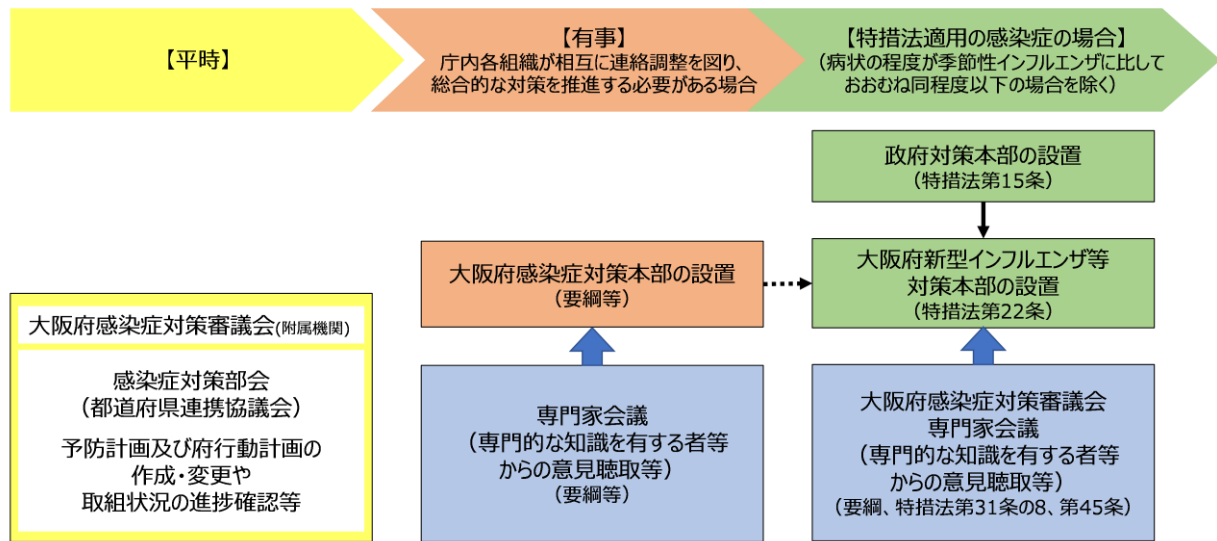 【平時】
【有事】
庁内各組織が相互に連絡調整を図り、
総合的な対策を推進する必要がある場合
【特措法適用の感染症の場合】
(病状の程度が季節性インフルエンザに比して
おおむね同程度以下の場合を除く)
政府対策本部の設置
(特措法第15条)
大阪府感染症対策本部の設置
(要綱等)
大阪府新型インフルエンザ等
対策本部の設置
(特措法第22条)
大阪府感染症対策審議会(附属機関)
感染症対策部会
(都道府県連携協議会)
予防計画及び府行動計画の
作成・変更や
取組状況の進捗確認等
専門家会議
(専門的な知識を有する者等
からの意見聴取等)
(要綱等)
大阪府感染症対策審議会
専門家会議
(専門的な知識を有する者等
からの意見聴取等)
(要綱、特措法第31条の8、第45条)